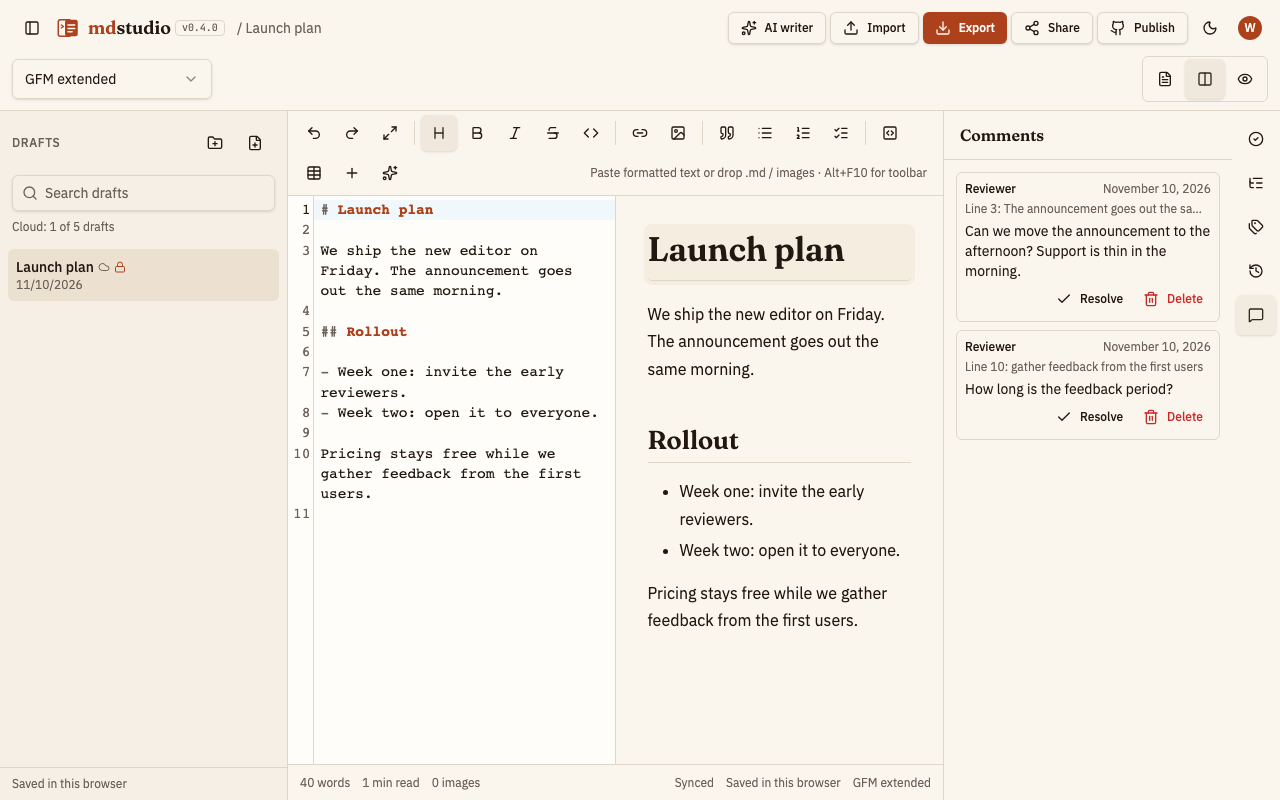 mdstudio v0.4.0 / Launch plan
AI writer
Import
Export
Share
Publish
W
GFM extended
DRAFTS
Search drafts
Cloud: 1 of 5 drafts
Launch plan
11/10/2026
Saved in this browser
H B I S
Paste formatted text or drop .md / images · Alt+F10 for toolbar
1 # Launch plan
2
3 We ship the new editor on
Friday. The announcement goes
out the same morning.
4
5 ## Rollout
6
7 - Week one: invite the early
reviewers.
8 - Week two: open it to everyone.
9
10 Pricing stays free while we
gather feedback from the first
users.
11
Launch plan
We ship the new editor on Friday.
The announcement goes out the
same morning.
Rollout
• Week one: invite the early
reviewers.
• Week two: open it to everyone.
Pricing stays free while we gather
feedback from the first users.
40 words 1 min read 0 images
Synced Saved in this browser GFM extended
Comments
Reviewer November 10, 2026
Line 3: The announcement goes out the sa...
Can we move the announcement to the
afternoon? Support is thin in the
morning.
Resolve Delete
Reviewer November 10, 2026
Line 10: gather feedback from the first users
How long is the feedback period?
Resolve Delete